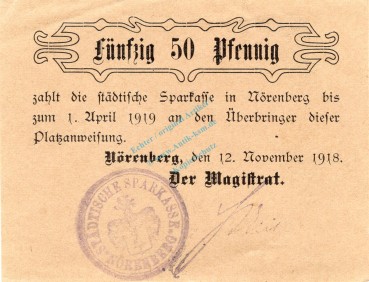 Fünfzig 50 Pfennig
zahlt die städtische Sparkasse in Nörenberg bis
zum 1. April 1919 an den Überbringer dieser
Platzanweisung.
Nörenberg, den 12. November 1918.
Der Magistrat.
STÄDTISCHE SPARKASSE
NÖRENBERG